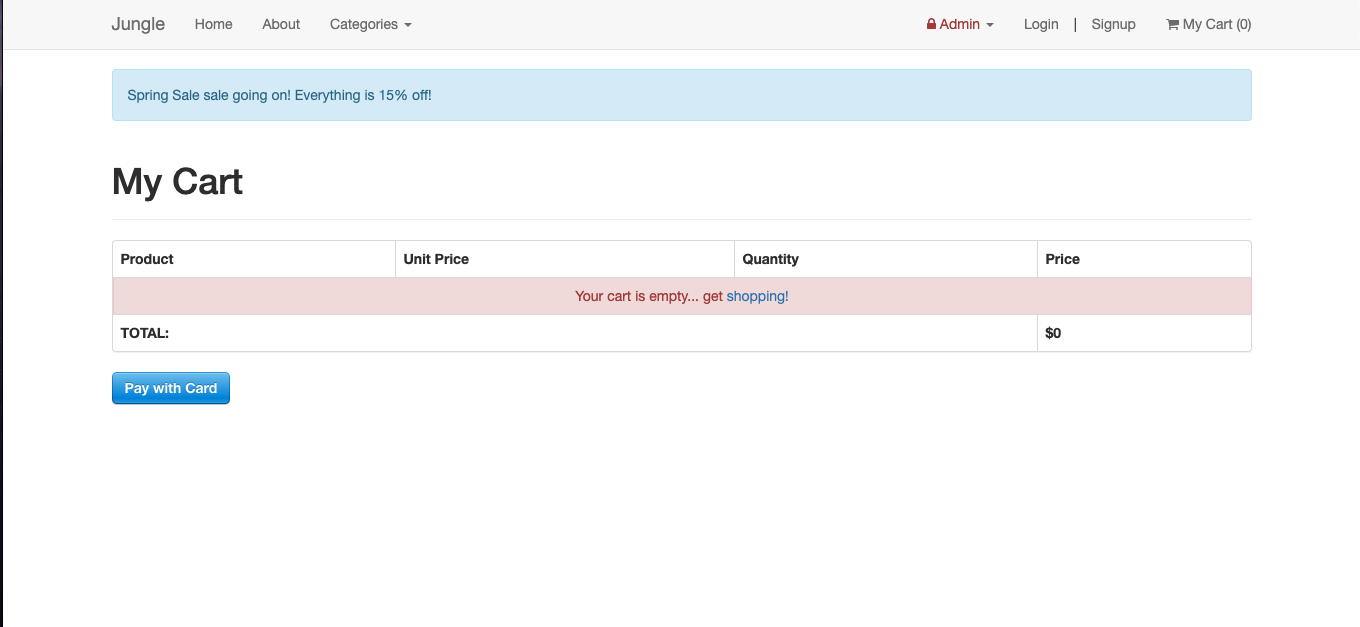 Jungle Home About Categories Admin Login | Signup My Cart (0)
Spring Sale sale going on! Everything is 15% off!
My Cart
Product Unit Price Quantity Price
Your cart is empty... get shopping!
TOTAL: $0
Pay with Card